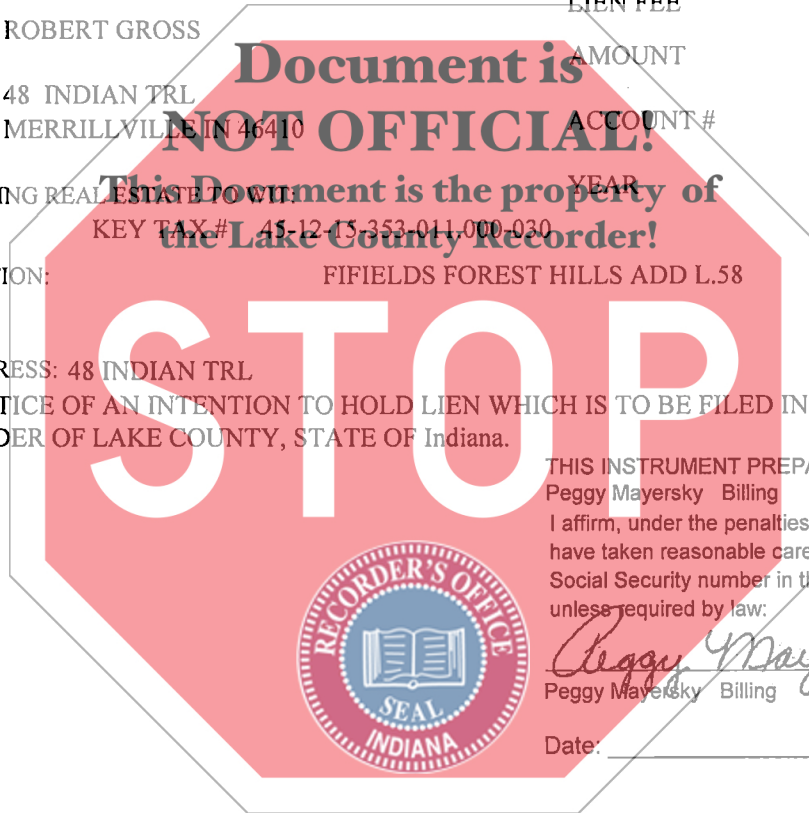 LIEN FEE
ROBERT GROSS
Document is
AMOUNT
48 INDIAN TRL
MERRILLVILLE IN 46410
NOT OFFICIAL!
ACCOUNT #
NG REAL ESTATE TO WIT:
This Document is the property of
YEAR
KEY TAX # 45-12-15-353-011.000-030
the Lake County Recorder!
ION:
FIFIELDS FOREST HILLS ADD L.58
STOP
RESS: 48 INDIAN TRL
TICE OF AN INTENTION TO HOLD LIEN WHICH IS TO BE FILED IN
DER OF LAKE COUNTY, STATE OF Indiana.
THIS INSTRUMENT PREPA
Peggy Mayersky Billing
I affirm, under the penalties
have taken reasonable care
Social Security number in t
unless required by law:
RECORDER'S OFFICE
SEAL
INDIANA
Peggy May
Peggy Mayersky Billing
Date: